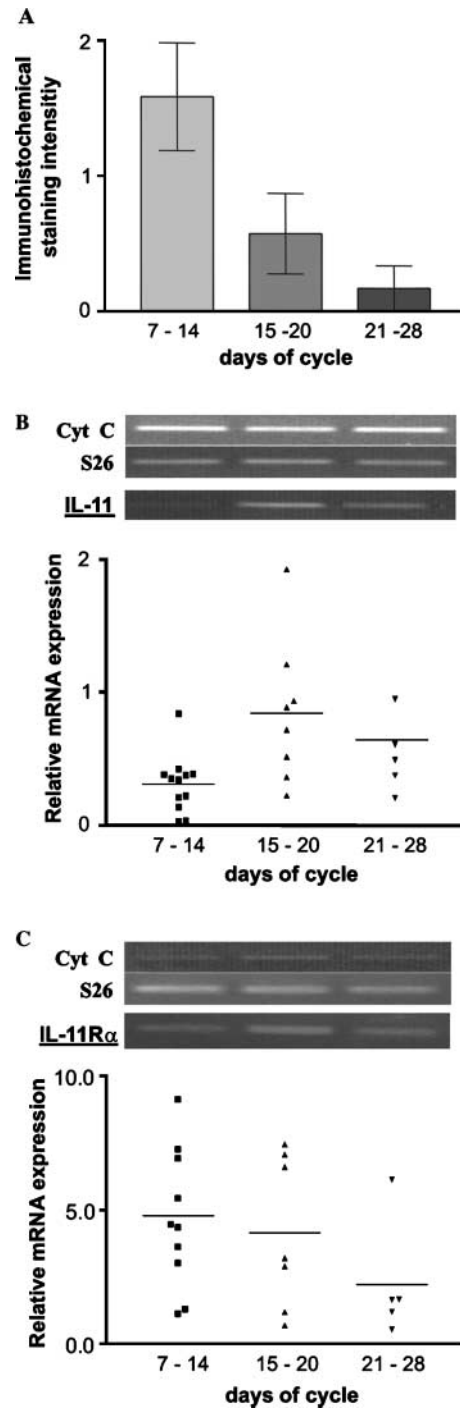 A
Immunohistochemical
staining intensitiy
2
1
0
7 - 14 15 -20 21 -28
days of cycle
B
Cyt C
S26
IL-11
Relative mRNA expression
2
1
0
7 - 14 15 - 20 21 - 28
days of cycle
C
Cyt C
S26
IL-11Rα
Relative mRNA expression
10.0
5.0
0.0
7 - 14 15 - 20 21 - 28
days of cycle